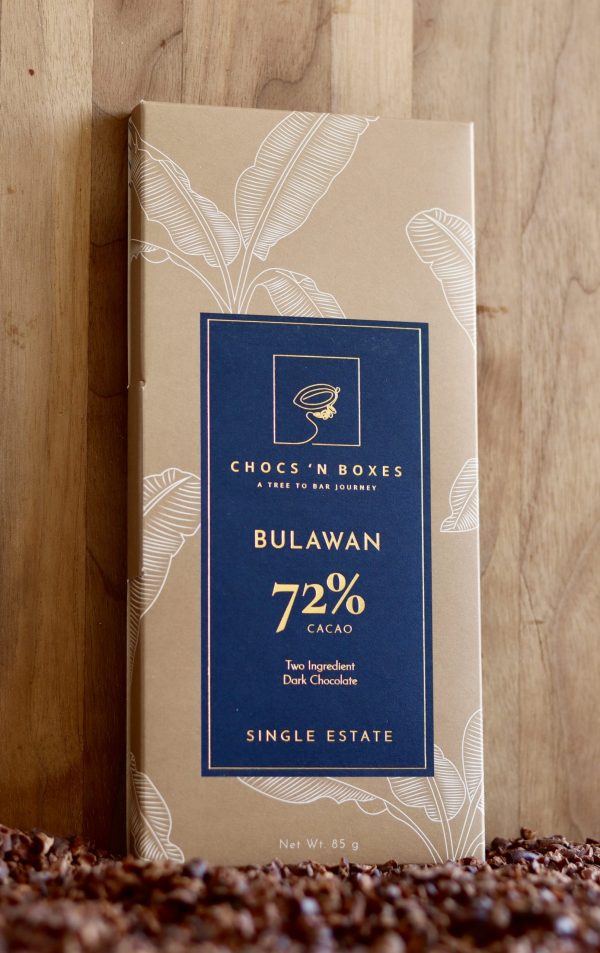 CHOCS 'N BOXES
A TREE TO BAR JOURNEY
BULAWAN
72%
CACAO
Two Ingredient
Dark Chocolate
SINGLE ESTATE
Net Wt. 85 g